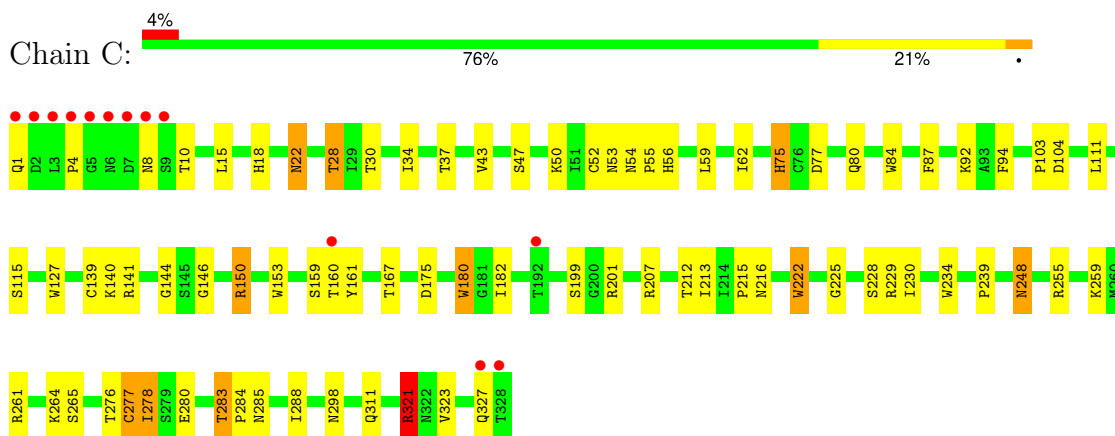 4%
Chain C:
76% 21% •
Q1 D2 L3 P4 G5 N6 D7 N8 S9 T10 L15 H18 N22 T28 I29 T30 I34 T37 V43 S47 K50 I51 C52 N53 N54 P55 H56 L59 I62 H75 C76 D77 Q80 W84 F87 K92 A93 F94 P103 D104 L111
S115 W127 C139 K140 R141 G144 S145 G146 R150 W153 S159 T160 Y161 T167 D175 W180 G181 I182 T192 S199 G200 R201 R207 T212 I213 I214 P215 N216 W222 G225 S228 R229 I230 W234 P239 N248 R255 K259 M260
R261 K264 S265 T276 C277 I278 S279 E280 T283 P284 N285 I288 N298 Q311 R321 N322 V323 Q327 T328